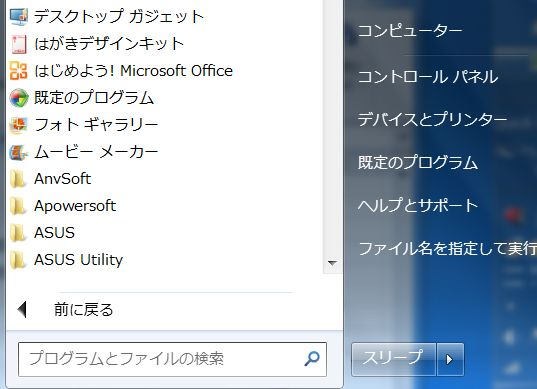 デスクトップ ガジェット
はがきデザインキット
はじめよう! Microsoft Office
既定のプログラム
フォト ギャラリー
ムービー メーカー
AnvSoft
Apowersoft
ASUS
ASUS Utility
前に戻る
プログラムとファイルの検索
コンピューター
コントロール パネル
デバイスとプリンター
既定のプログラム
ヘルプとサポート
ファイル名を指定して実行
スリープ